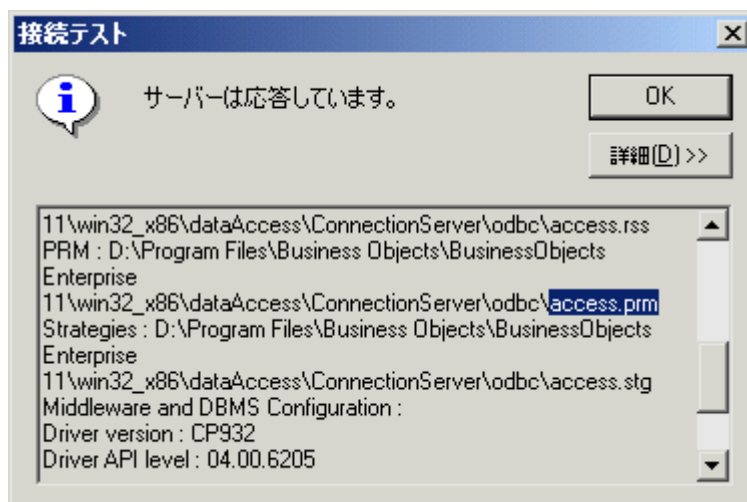 接続テスト
サーバーは応答しています。
OK
詳細(D) >>
11\win32_x86\dataAccess\ConnectionServer\odbc\access.rss
PRM : D:\Program Files\Business Objects\BusinessObjects
Enterprise
11\win32_x86\dataAccess\ConnectionServer\odbc\access.prm
Strategies : D:\Program Files\Business Objects\BusinessObjects
Enterprise
11\win32_x86\dataAccess\ConnectionServer\odbc\access.stg
Middleware and DBMS Configuration :
Driver version : CP932
Driver API level : 04.00.6205